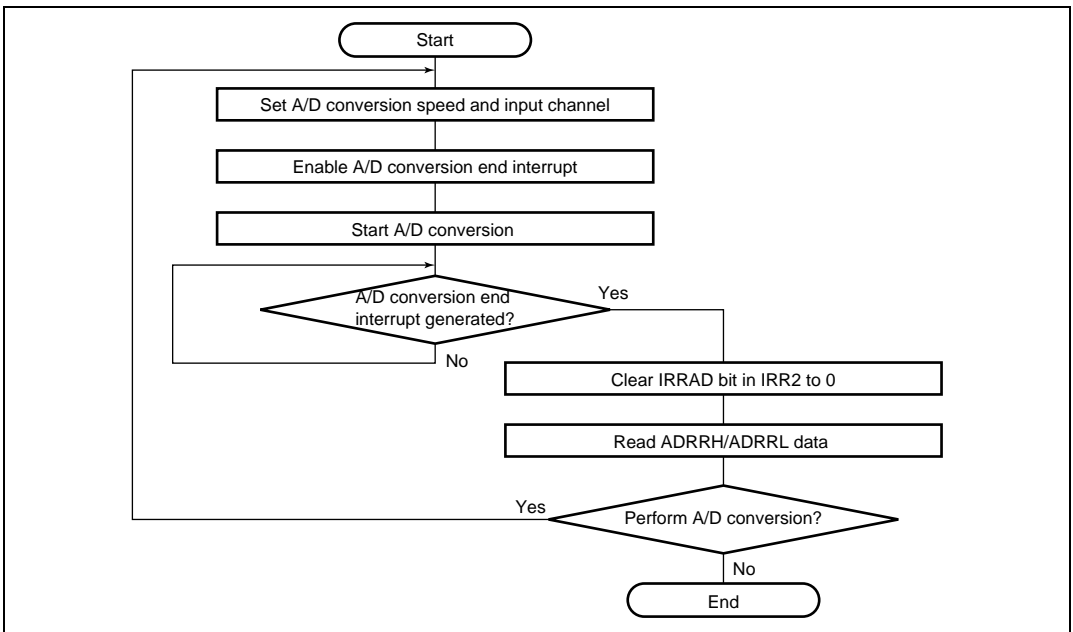 Start
Set A/D conversion speed and input channel
Enable A/D conversion end interrupt
Start A/D conversion
A/D conversion end
interrupt generated?
Yes
No
Clear IRRAD bit in IRR2 to 0
Read ADRRH/ADRRL data
Yes
Perform A/D conversion?
No
End